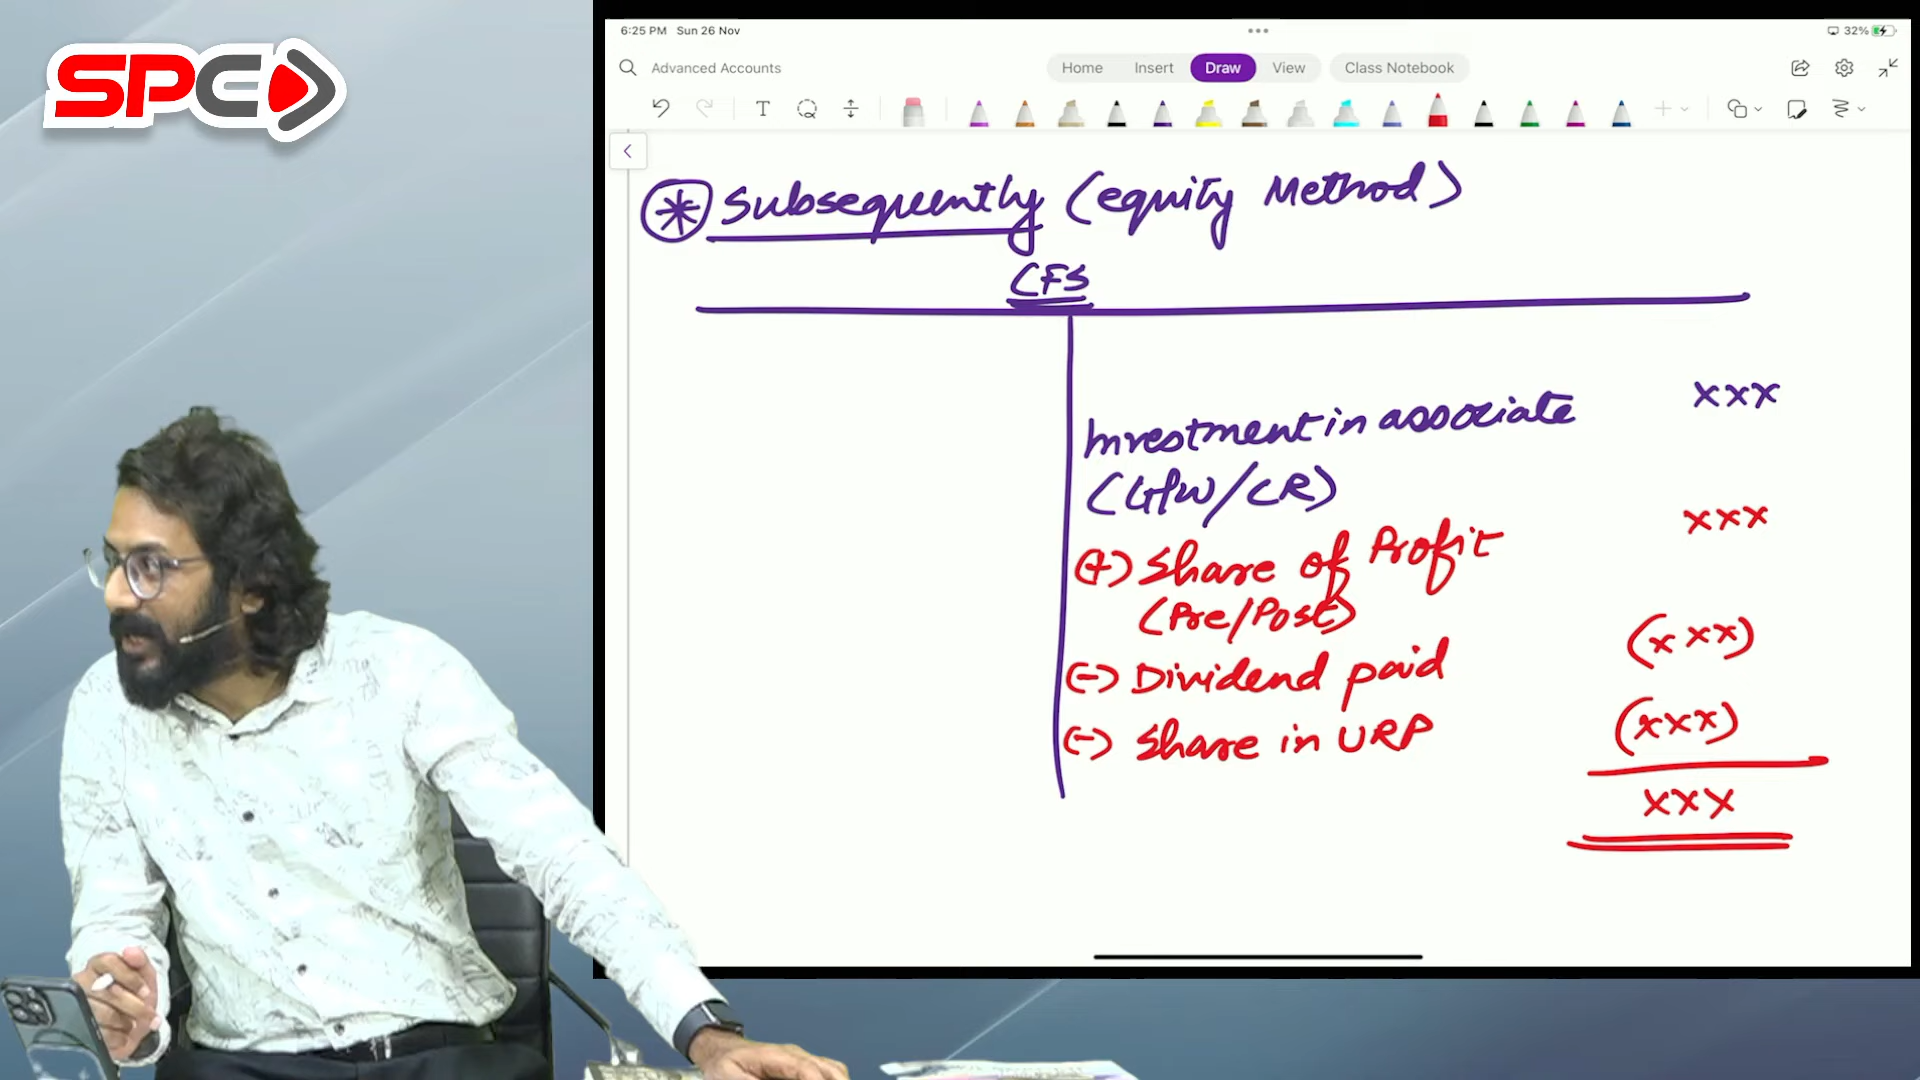 SPE
6:25 PM Sun 26 Nov
32%
Advanced Accounts
Home Insert Draw View Class Notebook
T
* Subsequently (equity Method)
CFS
Investment in associate xxx
(G/W/CR)
(+) Share of Profit xxx
(Pre/Post)
(-) Dividend paid (xxx)
(-) Share in URP (xxx)
xxx